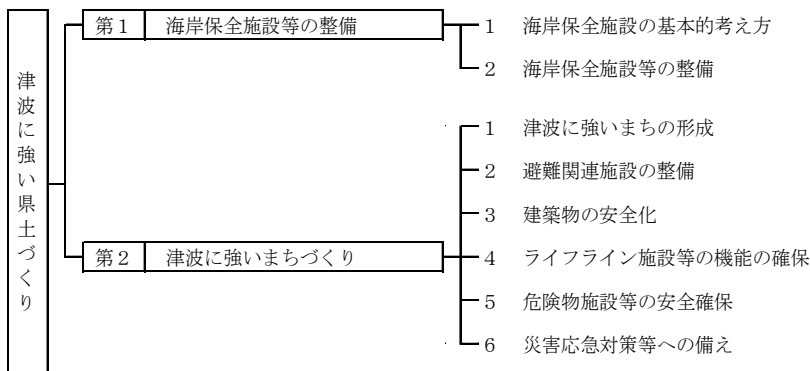 津波に強い県土づくり
第1 海岸保全施設等の整備
1 海岸保全施設の基本的考え方
2 海岸保全施設等の整備
第2 津波に強いまちづくり
1 津波に強いまちの形成
2 避難関連施設の整備
3 建築物の安全化
4 ライフライン施設等の機能の確保
5 危険物施設等の安全確保
6 災害応急対策等への備え